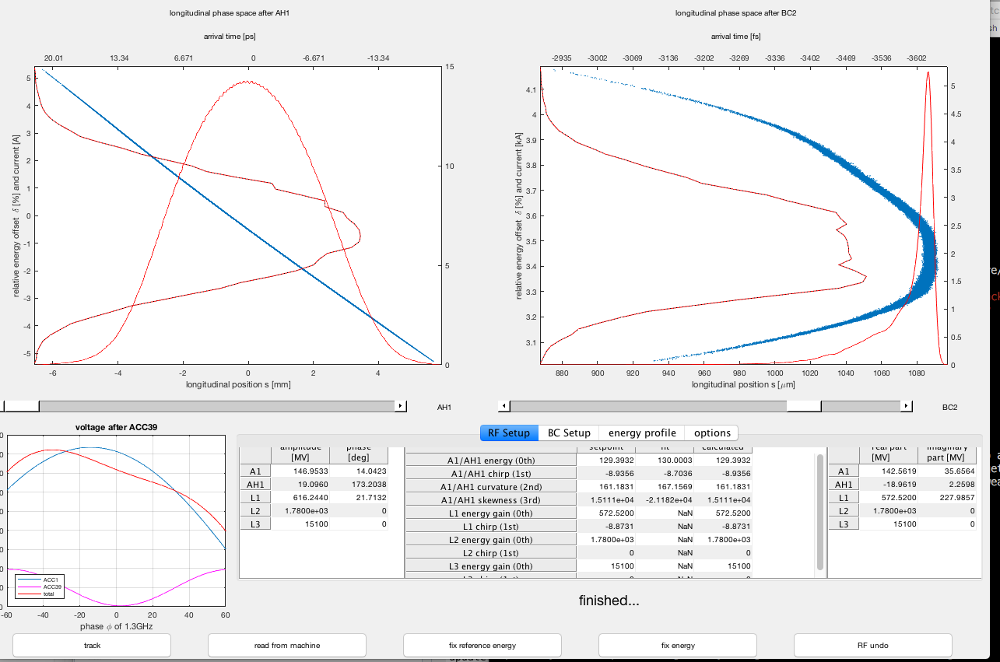 longitudinal phase space after AH1
arrival time [ps]
20.01 13.34 6.671 0 -6.671 -13.34
5 4 3 2 1 0 -1 -2 -3 -4 -5
relative energy offset δ [%] and current [A]
15 10 5 0
-6 -4 -2 0 2 4
longitudinal position s [mm]
AH1
longitudinal phase space after BC2
arrival time [fs]
-2935 -3002 -3069 -3136 -3202 -3269 -3336 -3402 -3469 -3536 -3602
4.1 4 3.9 3.8 3.7 3.6 3.5 3.4 3.3 3.2 3.1
relative energy offset δ [%] and current [kA]
5 4.5 4 3.5 3 2.5 2 1.5 1 0.5 0
880 900 920 940 960 980 1000 1020 1040 1060 1080
longitudinal position s [μm]
BC2
voltage after ACC39
ACC1
ACC39
total
-60 -40 -20 0 20 40 60
phase ϕ of 1.3GHz
RF Setup BC Setup energy profile options
amplitude [MV] phase [deg]
A1 146.9533 14.0423
AH1 19.0960 173.2038
L1 616.2440 21.7132
L2 1.7800e+03 0
L3 15100 0
setpoint fit calculated
A1/AH1 energy (0th) 129.3932 130.0003 129.3932
A1/AH1 chirp (1st) -8.9356 -8.7036 -8.9356
A1/AH1 curvature (2nd) 161.1831 167.1569 161.1831
A1/AH1 skewness (3rd) 1.5111e+04 -2.1182e+04 1.5111e+04
L1 energy gain (0th) 572.5200 NaN 572.5200
L1 chirp (1st) -8.8731 NaN -8.8731
L2 energy gain (0th) 1.7800e+03 NaN 1.7800e+03
L2 chirp (1st) 0 NaN 0
L3 energy gain (0th) 15100 NaN 15100
real part [MV] imaginary part [MV]
A1 142.5619 35.6564
AH1 -18.9619 2.2598
L1 572.5200 227.9857
L2 1.7800e+03 0
L3 15100 0
finished...
track read from machine fix reference energy fix energy RF undo